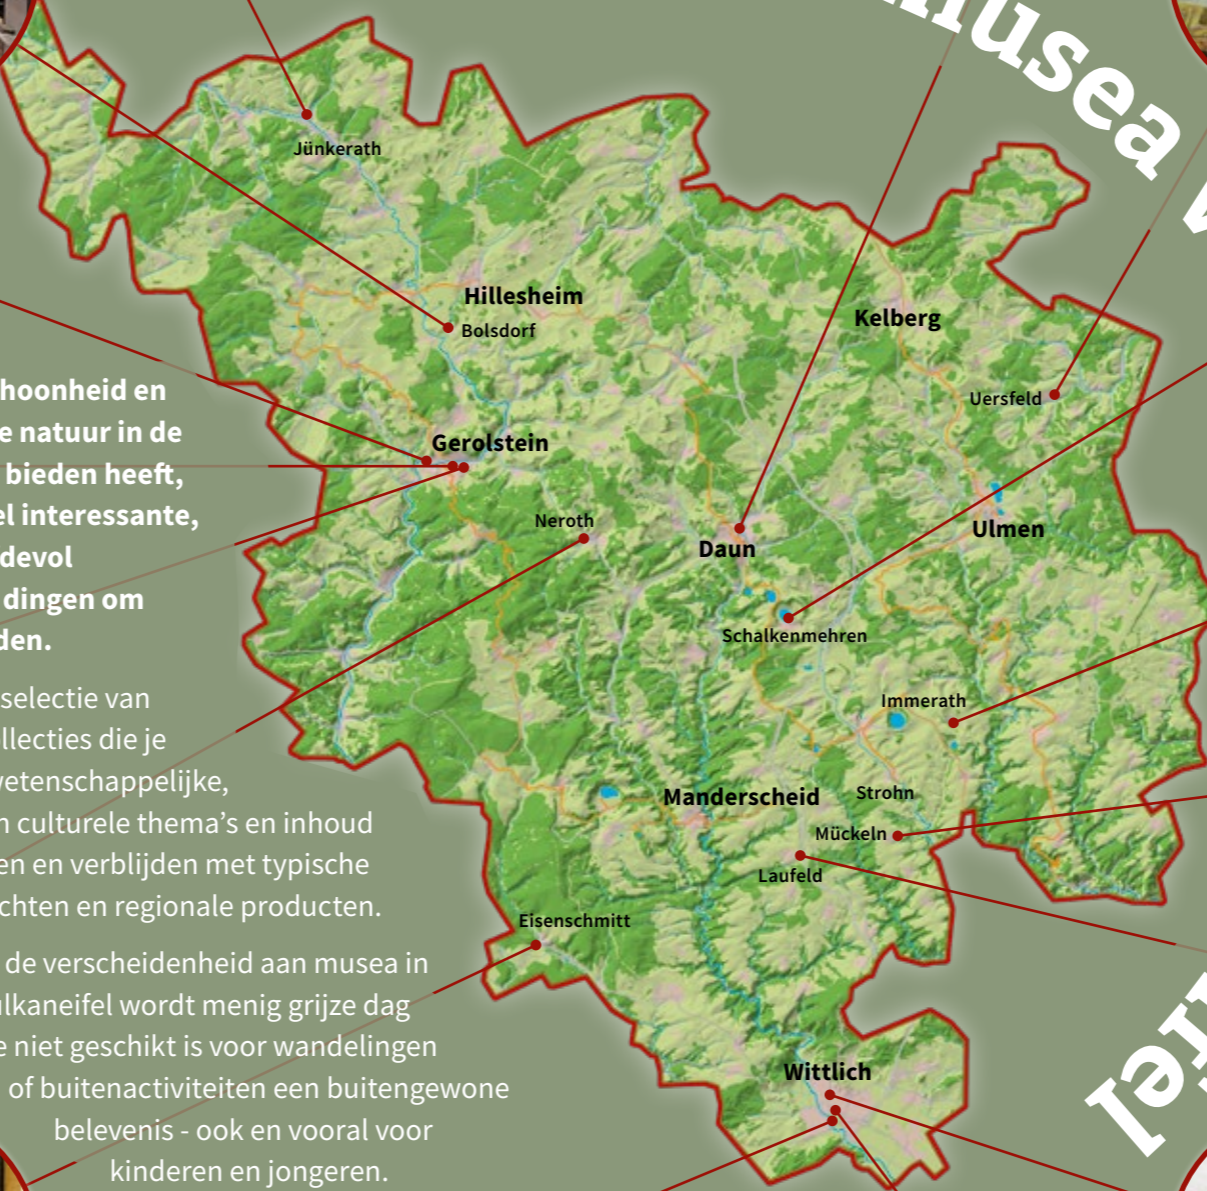 musea
Jünkerath
Hillesheim
Bolsdorf
Kelberg
Uersfeld
Gerolstein
Neroth
Daun
Ulmen
Schalkenmehren
Immerath
Manderscheid
Strohn
Mückeln
Laufeld
Eisenschmitt
Wittlich
hoonheid en
e natuur in de
bieden heeft,
el interessante,
devol
dingen om
den.
selectie van
llecties die je
wetenschappelijke,
n culturele thema's en inhoud
en en verblijden met typische
chten en regionale producten.
de verscheidenheid aan musea in
ulkaneifel wordt menig grijze dag
e niet geschikt is voor wandelingen
of buitenactiviteiten een buitengewone
belevenis - ook en vooral voor
kinderen en jongeren.